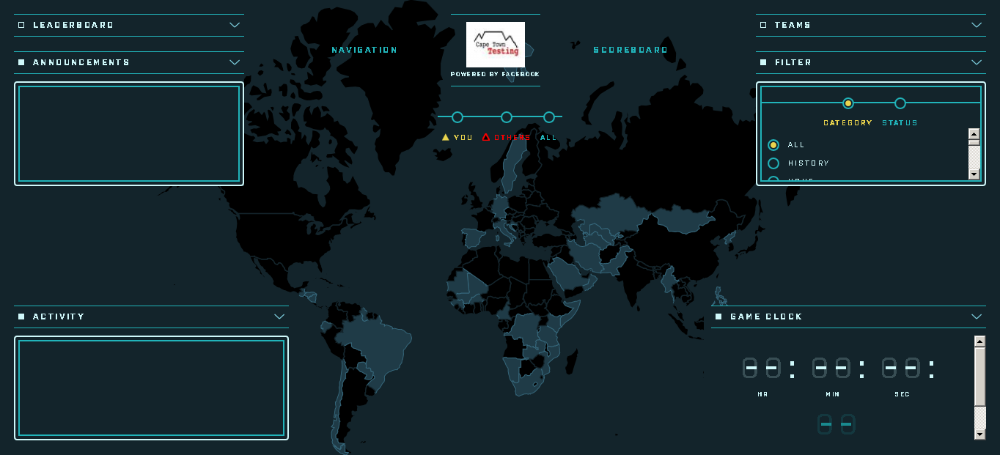 LEADERBOARD
ANNOUNCEMENTS
NAVIGATION
Cape Town
Testing
POWERED BY FACEBOOK
SCOREBOARD
YOU OTHERS ALL
TEAMS
FILTER
CATEGORY STATUS
ALL
HISTORY
ACTIVITY
GAME CLOCK
HR MIN SEC